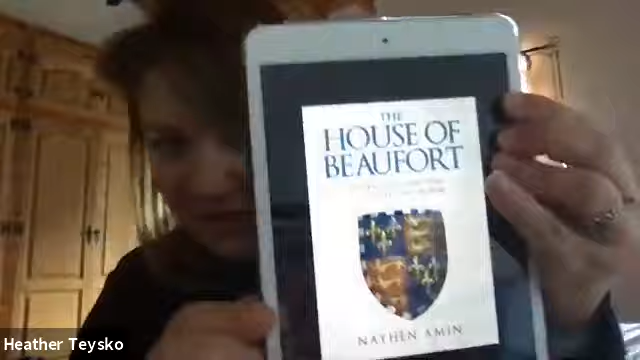 THE
HOUSE OF
BEAUFORT
NATHEN AMIN
Heather Teysko